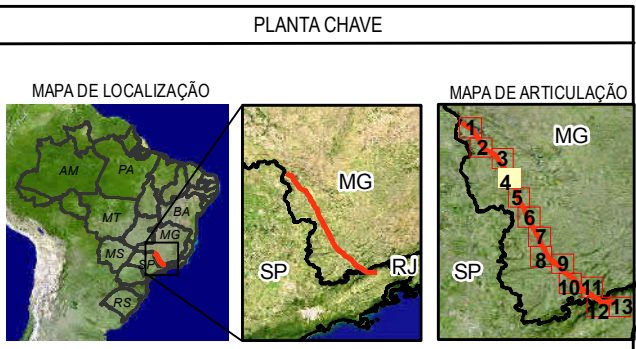 PLANTA CHAVE
MAPA DE LOCALIZAÇÃO
AM
PA
MT
BA
MG
MS
SP
RS
MG
SP
RJ
MAPA DE ARTICULAÇÃO
MG
SP
1
2
3
4
5
6
7
8
9
10
11
12
13